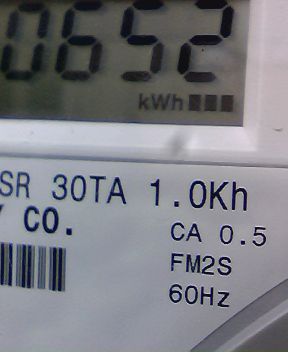 0652
kWh
SR 30TA 1.0Kh
Y CO.
CA 0.5
FM2S
60Hz